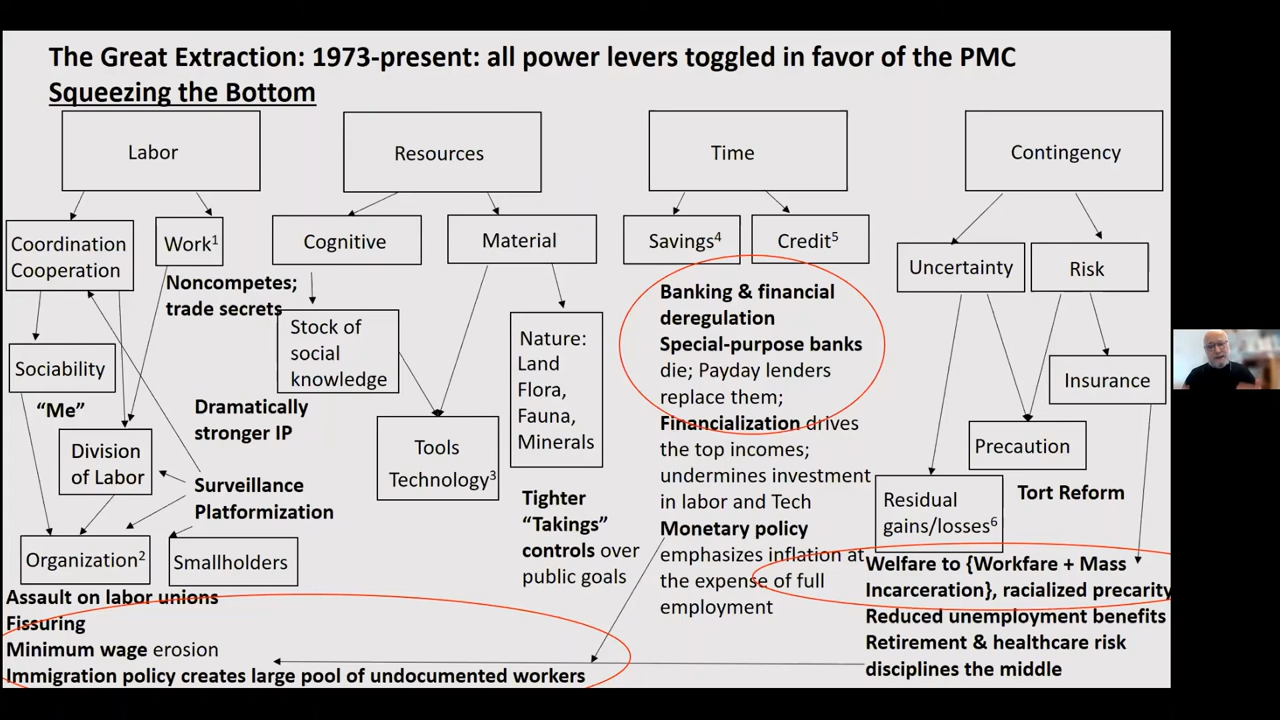 The Great Extraction: 1973-present: all power levers toggled in favor of the PMC
Squeezing the Bottom
Labor
Resources
Time
Contingency
Coordination
Cooperation
Work¹
Cognitive
Material
Savings⁴
Credit⁵
Uncertainty
Risk
Noncompetes;
trade secrets
Sociability
"Me"
Stock of
social
knowledge
Nature:
Land
Flora,
Fauna,
Minerals
Banking & financial
deregulation
Special-purpose banks
die; Payday lenders
replace them;
Financialization drives
the top incomes;
undermines investment
in labor and Tech
Monetary policy
emphasizes inflation at
the expense of full
employment
Insurance
Dramatically
stronger IP
Division
of Labor
Tools
Technology³
Precaution
Surveillance
Platformization
Tighter
“Takings”
controls over
public goals
Residual
gains/losses⁶
Tort Reform
Organization²
Smallholders
Assault on labor unions
Fissuring
Minimum wage erosion
Immigration policy creates large pool of undocumented workers
Welfare to {Workfare + Mass
Incarceration}, racialized precarity
Reduced unemployment benefits
Retirement & healthcare risk
disciplines the middle